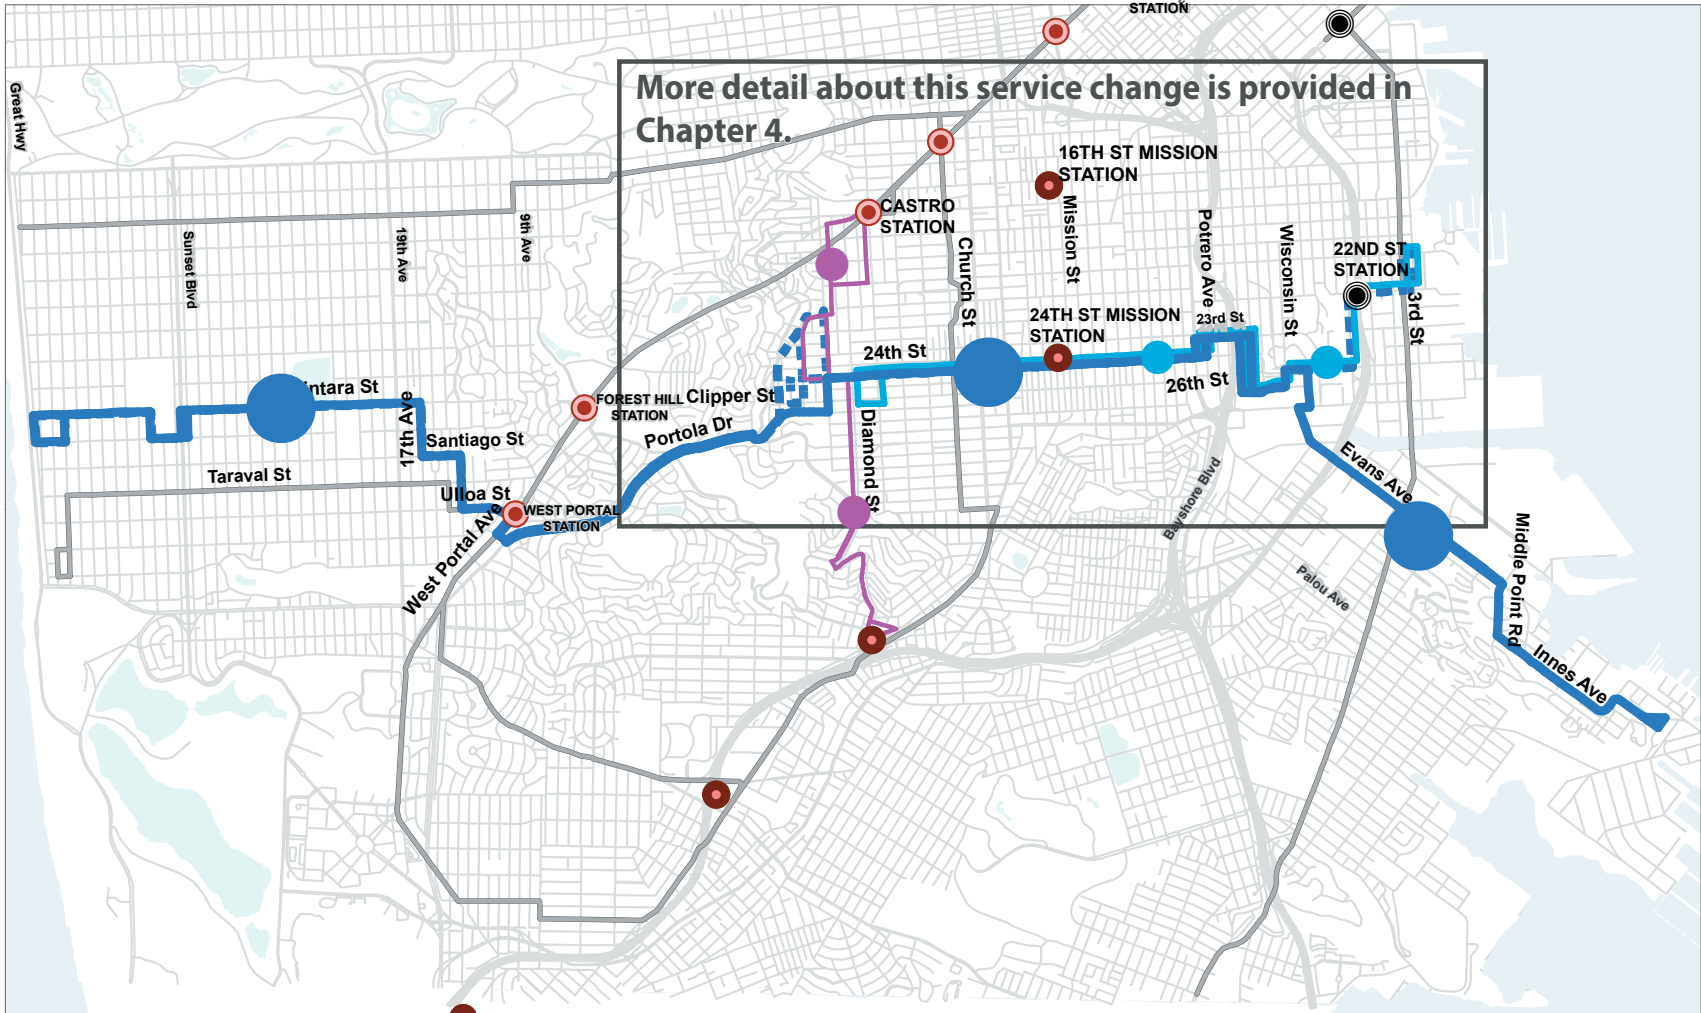 STATION
More detail about this service change is provided in
Chapter 4.
Great Hwy
16TH ST MISSION
STATION
CASTRO
STATION
Sunset Blvd
19th Ave
9th Ave
Church St
Mission St
Potrero Ave
Wisconsin St
22ND ST
STATION
3rd St
24TH ST MISSION
STATION
23rd St
24th St
26th St
ntara St
17th Ave
FOREST HILL
STATION
Clipper St
Portola Dr
Diamond St
Santiago St
Taraval St
Ulloa St
WEST PORTAL
STATION
West Portal Ave
Bayshore Blvd
Evans Ave
Palou Ave
Middle Point Rd
Innes Ave